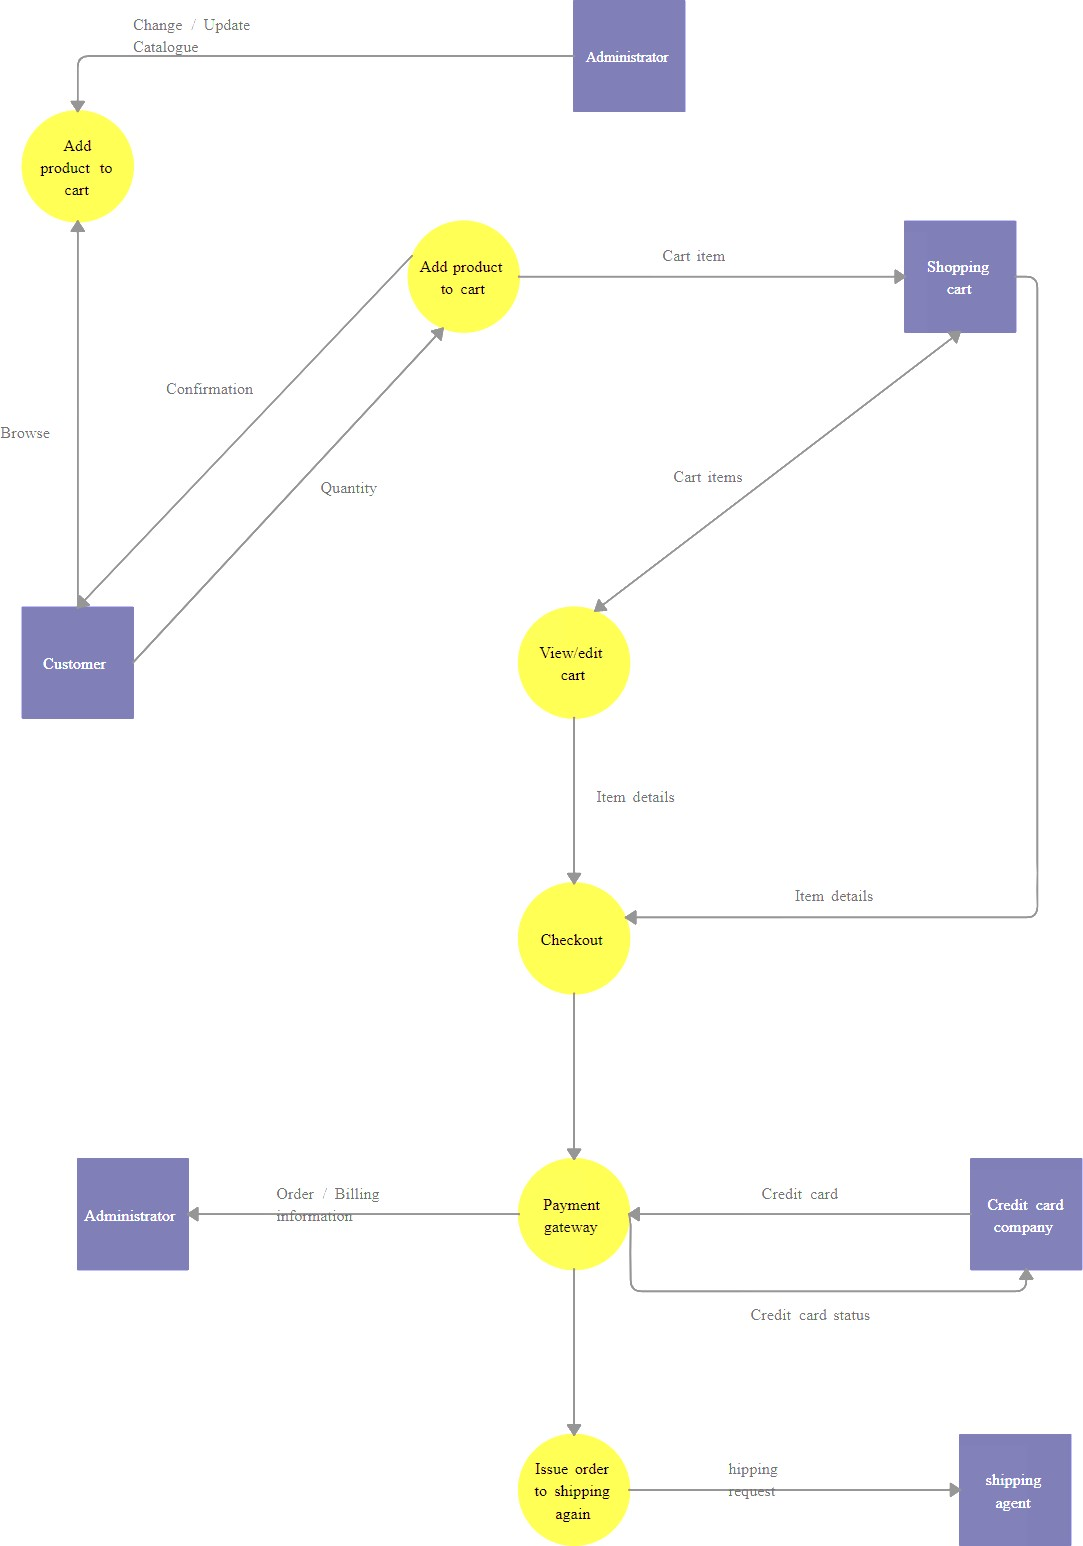 Change / Update
Catalogue
Administrator
Add
product to
cart
Add product
to cart
Cart item
Shopping
cart
Confirmation
Browse
Quantity
Cart items
Customer
View/edit
cart
Item details
Item details
Checkout
Administrator
Order / Billing
information
Payment
gateway
Credit card
Credit card
company
Credit card status
Issue order
to shipping
again
hipping
request
shipping
agent